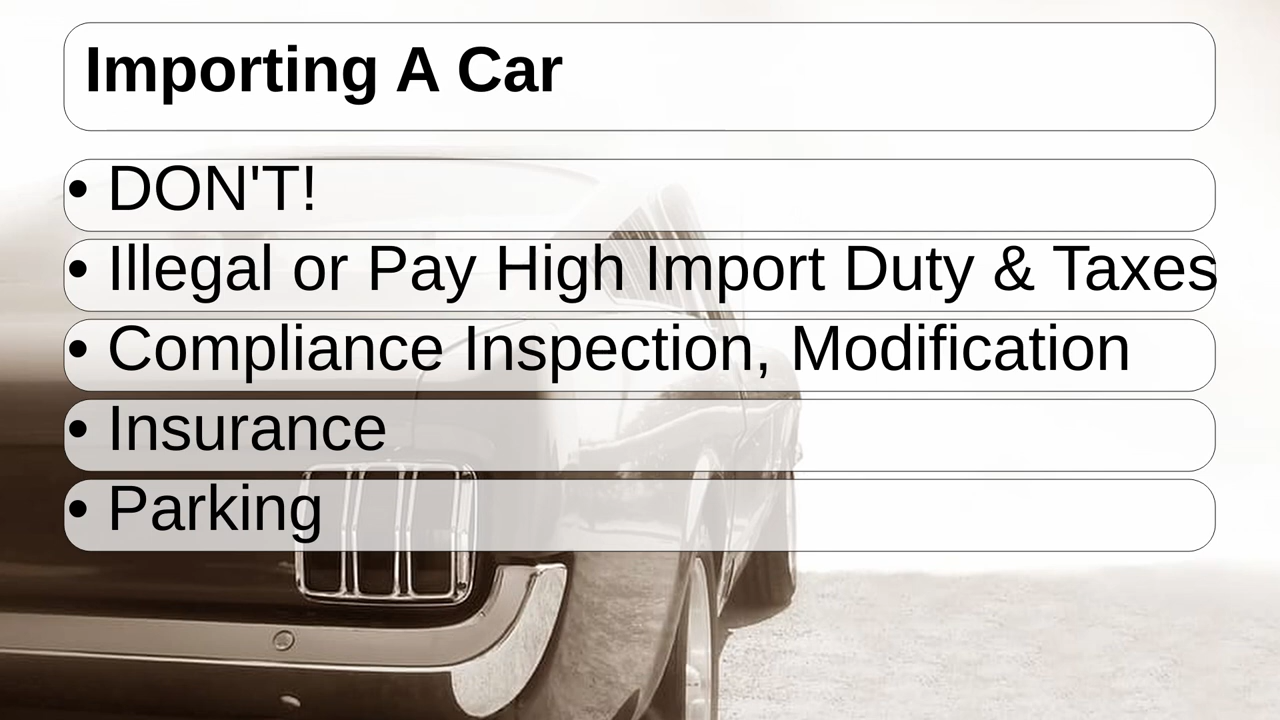 Importing A Car
• DON'T!
• Illegal or Pay High Import Duty & Taxes
• Compliance Inspection, Modification
• Insurance
• Parking